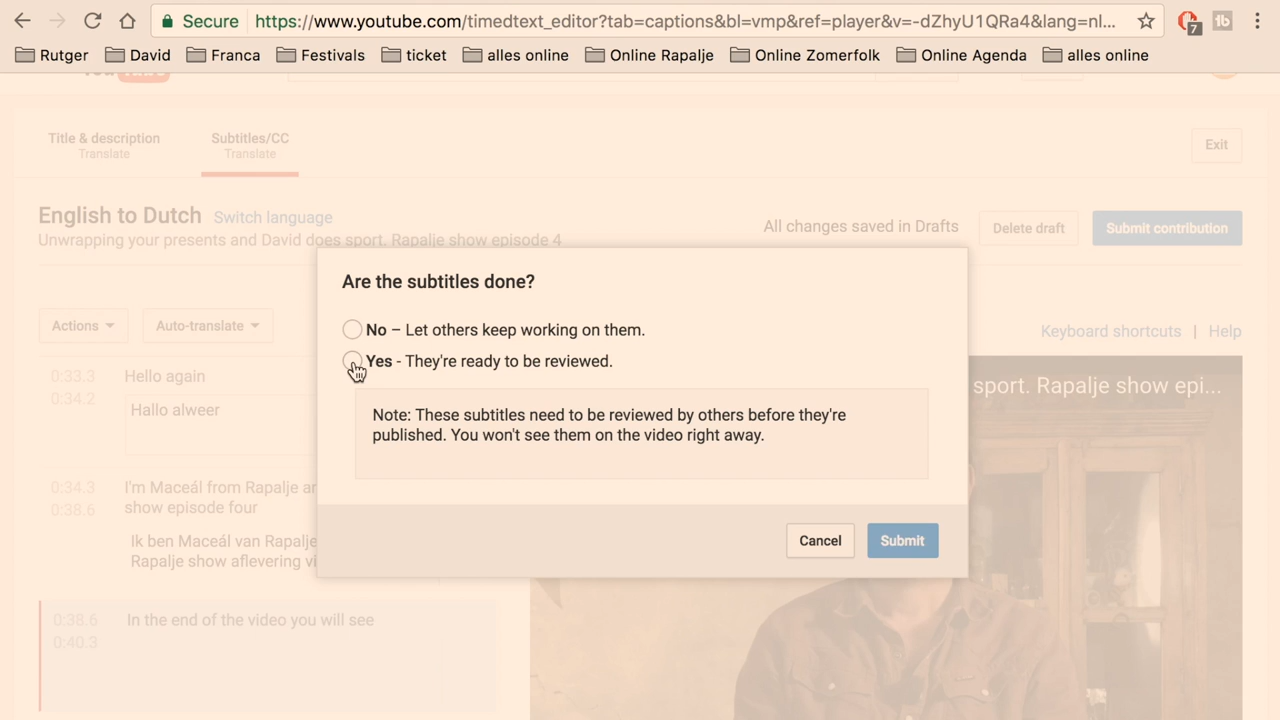 Secure https://www.youtube.com/timedtext_editor?tab=captions&bl=vmp&ref=player&v=-dZhyU1QRa4&lang=nl...
7
Rutger David Franca Festivals ticket alles online Online Rapalje Online Zomerfolk Online Agenda alles online
Title & description
Translate
Subtitles/CC
Translate
Exit
English to Dutch Switch language
Unwrapping your presents and David does sport. Rapalje show episode 4
All changes saved in Drafts Delete draft Submit contribution
Are the subtitles done?
No – Let others keep working on them.
Yes - They're ready to be reviewed.
Note: These subtitles need to be reviewed by others before they're
published. You won't see them on the video right away.
Cancel Submit
Actions Auto-translate
Keyboard shortcuts | Help
0:33.3 Hello again
0:34.2
Hallo alweer
sport. Rapalje show epi...
0:34.3 I'm Maceál from Rapalje
0:38.6 show episode four
Ik ben Maceál van Rapalje
Rapalje show aflevering
0:38.6 In the end of the video you will see
0:40.3